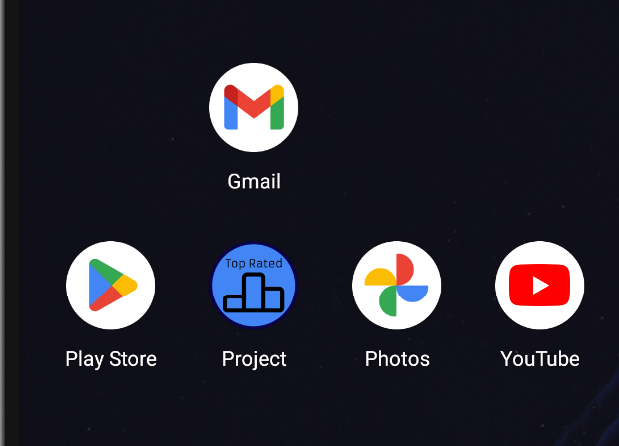 Gmail
Top Rated
Play Store
Project
Photos
YouTube